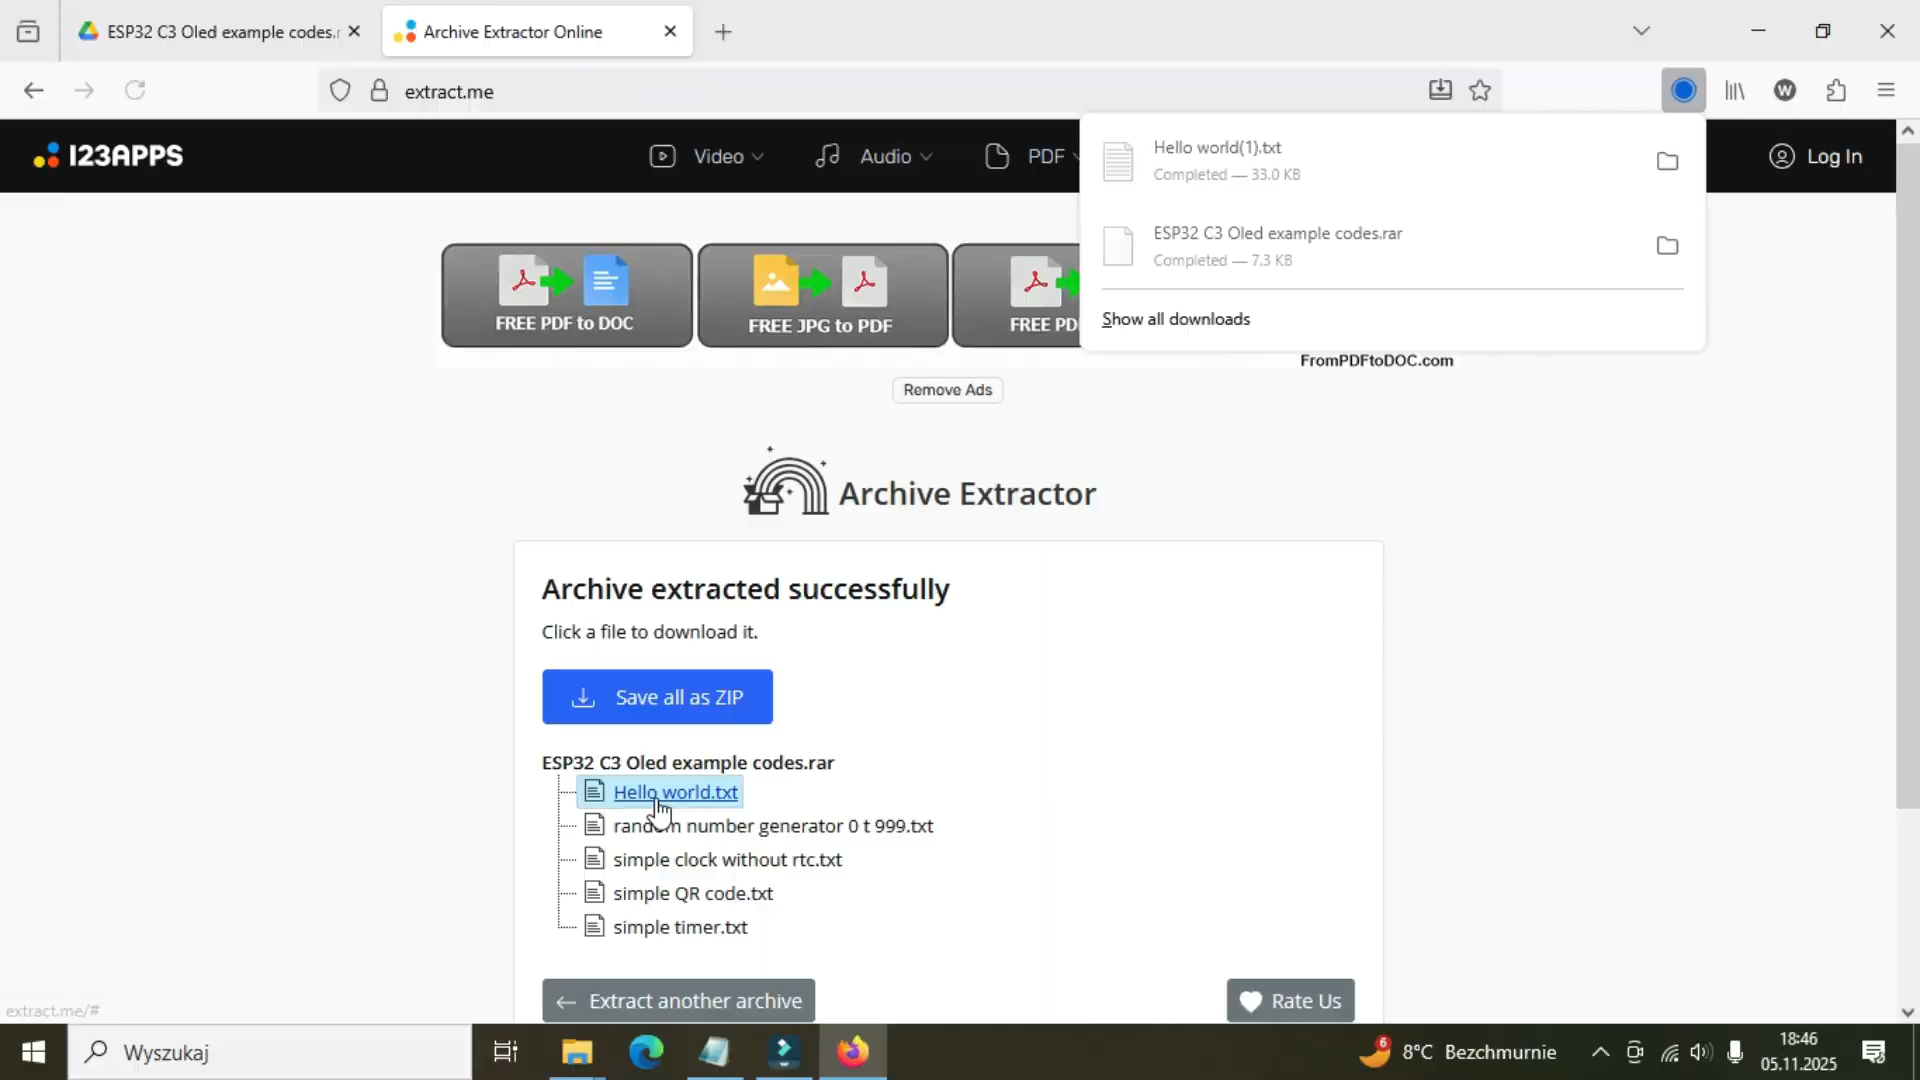 ESP32 C3 Oled example codes.r
Archive Extractor Online
extract.me
W
123APPS
Video
Audio
PDF
Log In
Hello world(1).txt
Completed — 33.0 KB
ESP32 C3 Oled example codes.rar
Completed — 7.3 KB
Show all downloads
FREE PDF to DOC
FREE JPG to PDF
FREE PD
FromPDFtoDOC.com
Remove Ads
Archive Extractor
Archive extracted successfully
Click a file to download it.
Save all as ZIP
ESP32 C3 Oled example codes.rar
Hello world.txt
random number generator 0 t 999.txt
simple clock without rtc.txt
simple QR code.txt
simple timer.txt
Extract another archive
Rate Us
extract.me/#
Wyszukaj
6
8°C Bezchmurnie
18:46
05.11.2025